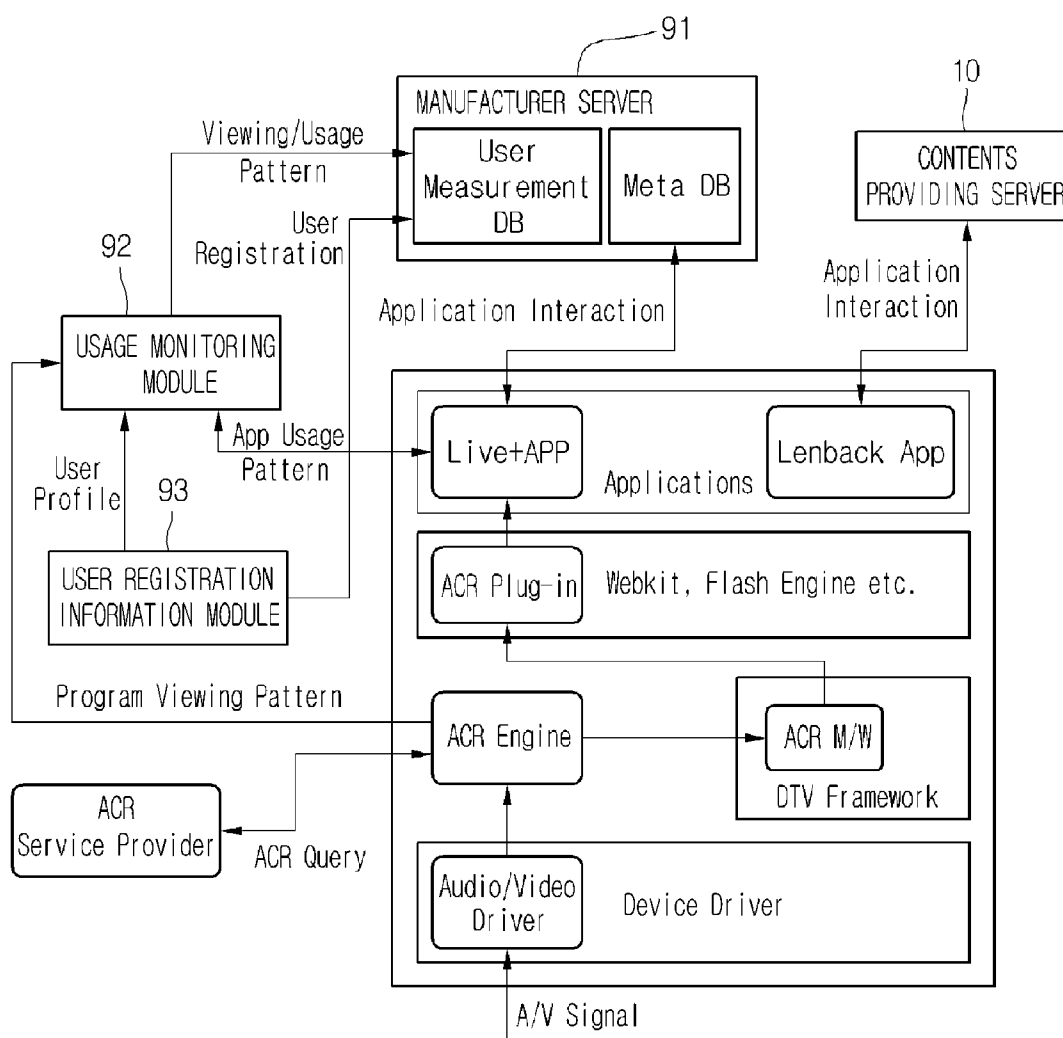 91
10
MANUFACTURER SERVER
User
Measurement
DB
Meta DB
CONTENTS
PROVIDING SERVER
Viewing/Usage
Pattern
User
Registration
92
Application Interaction
Application
Interaction
USAGE MONITORING
MODULE
App Usage
Pattern
Live+APP
Lenback App
Applications
User
Profile
93
USER REGISTRATION
INFORMATION MODULE
ACR Plug-in
Webkit, Flash Engine etc.
Program Viewing Pattern
ACR Engine
ACR M/W
DTV Framework
ACR
Service Provider
ACR Query
Audio/Video
Driver
Device Driver
A/V Signal